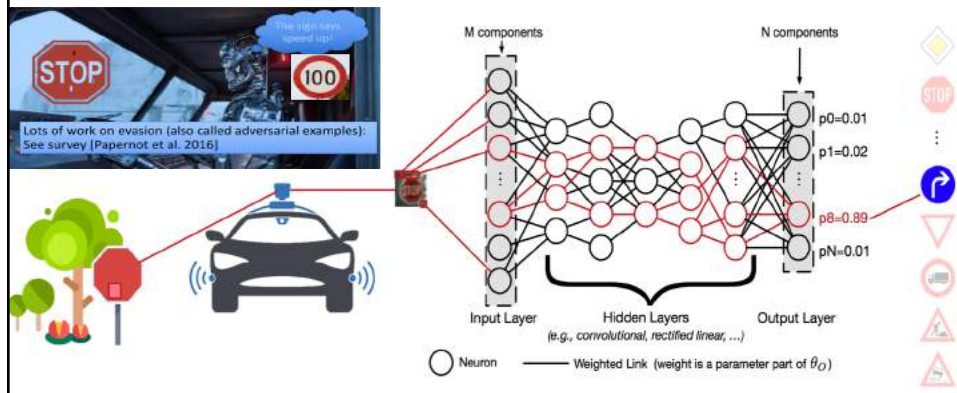 The sign says
speed up!
STOP
100
Lots of work on evasion (also called adversarial examples):
See survey [Papernot et al. 2016]
M components
N components
STOP
p0=0.01
p1=0.02
p8=0.89
pN=0.01
STOP
Input Layer
Hidden Layers
(e.g., convolutional, rectified linear, ...)
Output Layer
Neuron
Weighted Link (weight is a parameter part of θ_O)